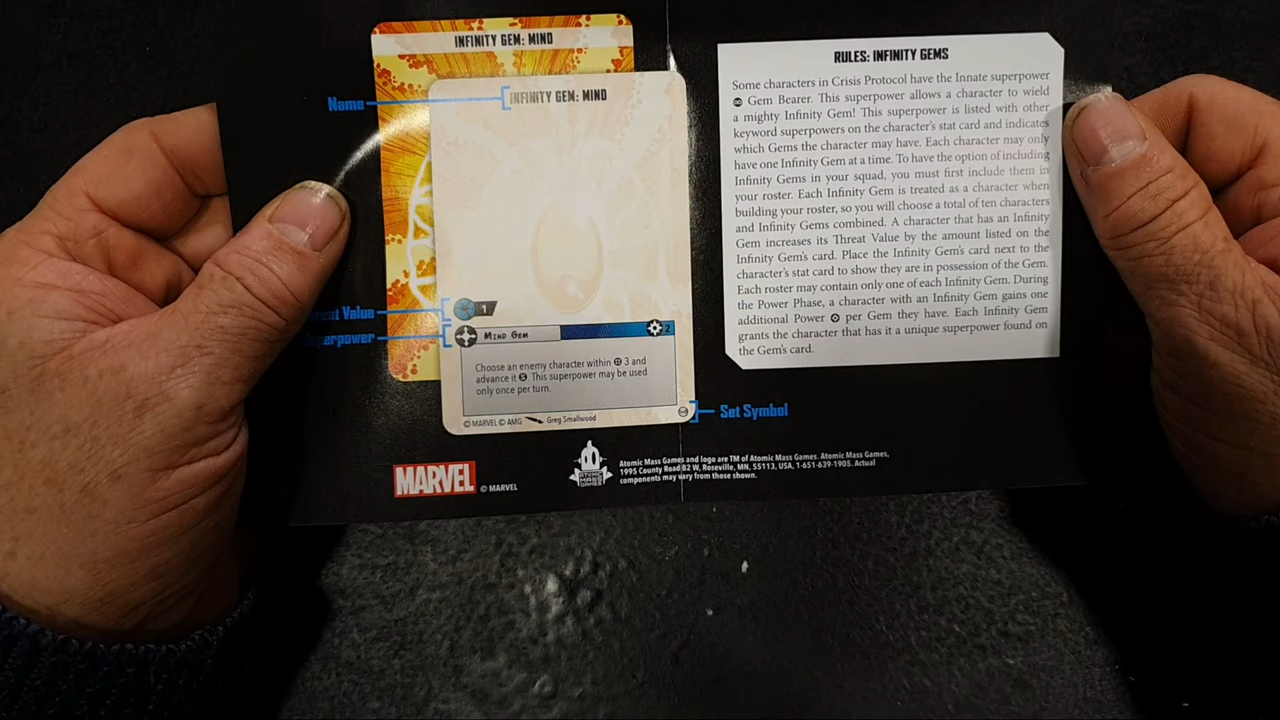 INFINITY GEM: MIND
Name
INFINITY GEM: MIND
Value
1
MIND GEM
2
Choose an enemy character within 3 and
advance it S. This superpower may be used
only once per turn.
© MARVEL © AMG Greg Smallwood
Set Symbol
RULES: INFINITY GEMS
Some characters in Crisis Protocol have the Innate superpower
Gem Bearer. This superpower allows a character to wield
a mighty Infinity Gem! This superpower is listed with other
keyword superpowers on the character's stat card and indicates
which Gems the character may have. Each character may only
have one Infinity Gem at a time. To have the option of including
Infinity Gems in your squad, you must first include them in
your roster. Each Infinity Gem is treated as a character when
building your roster, so you will choose a total of ten characters
and Infinity Gems combined. A character that has an Infinity
Gem increases its Threat Value by the amount listed on the
Infinity Gem's card. Place the Infinity Gem's card next to the
character's stat card to show they are in possession of the Gem.
Each roster may contain only one of each Infinity Gem. During
the Power Phase, a character with an Infinity Gem gains one
additional Power per Gem they have. Each Infinity Gem
grants the character that has it a unique superpower found on
the Gem's card.
MARVEL © MARVEL
ATOMIC
MASS
GAMES
Atomic Mass Games and logo are TM of Atomic Mass Games. Atomic Mass Games,
1995 County Road B2 W, Roseville, MN, 55113, USA, 1-651-639-1905. Actual
components may vary from those shown.